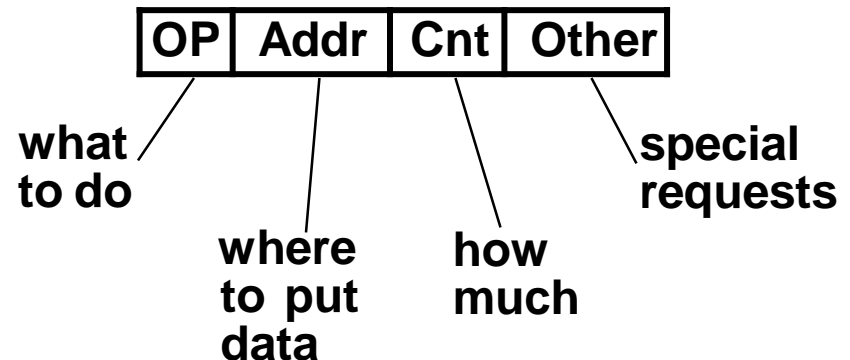 OP Addr Cnt Other
what
to do
where
to put
data
how
much
special
requests